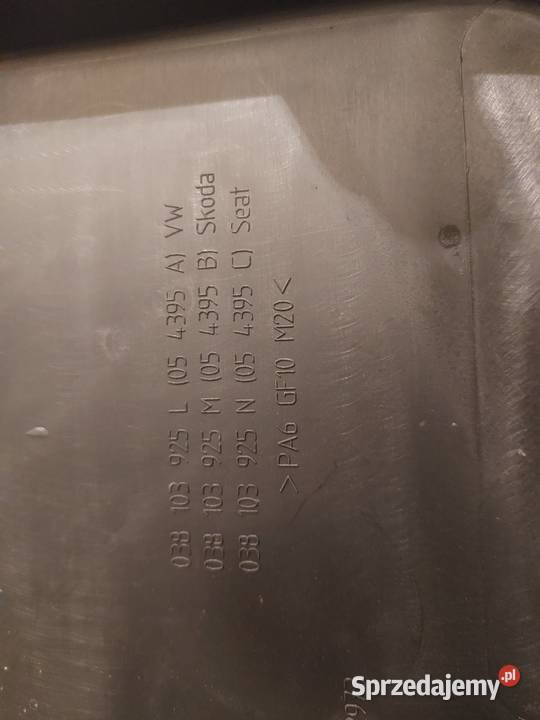 038 103 925 L (05 4395 A) VW
038 103 925 M (05 4395 B) Skoda
038 103 925 N (05 4395 C) Seat
>PA6 GF10 M20<
Sprzedajemy.pl